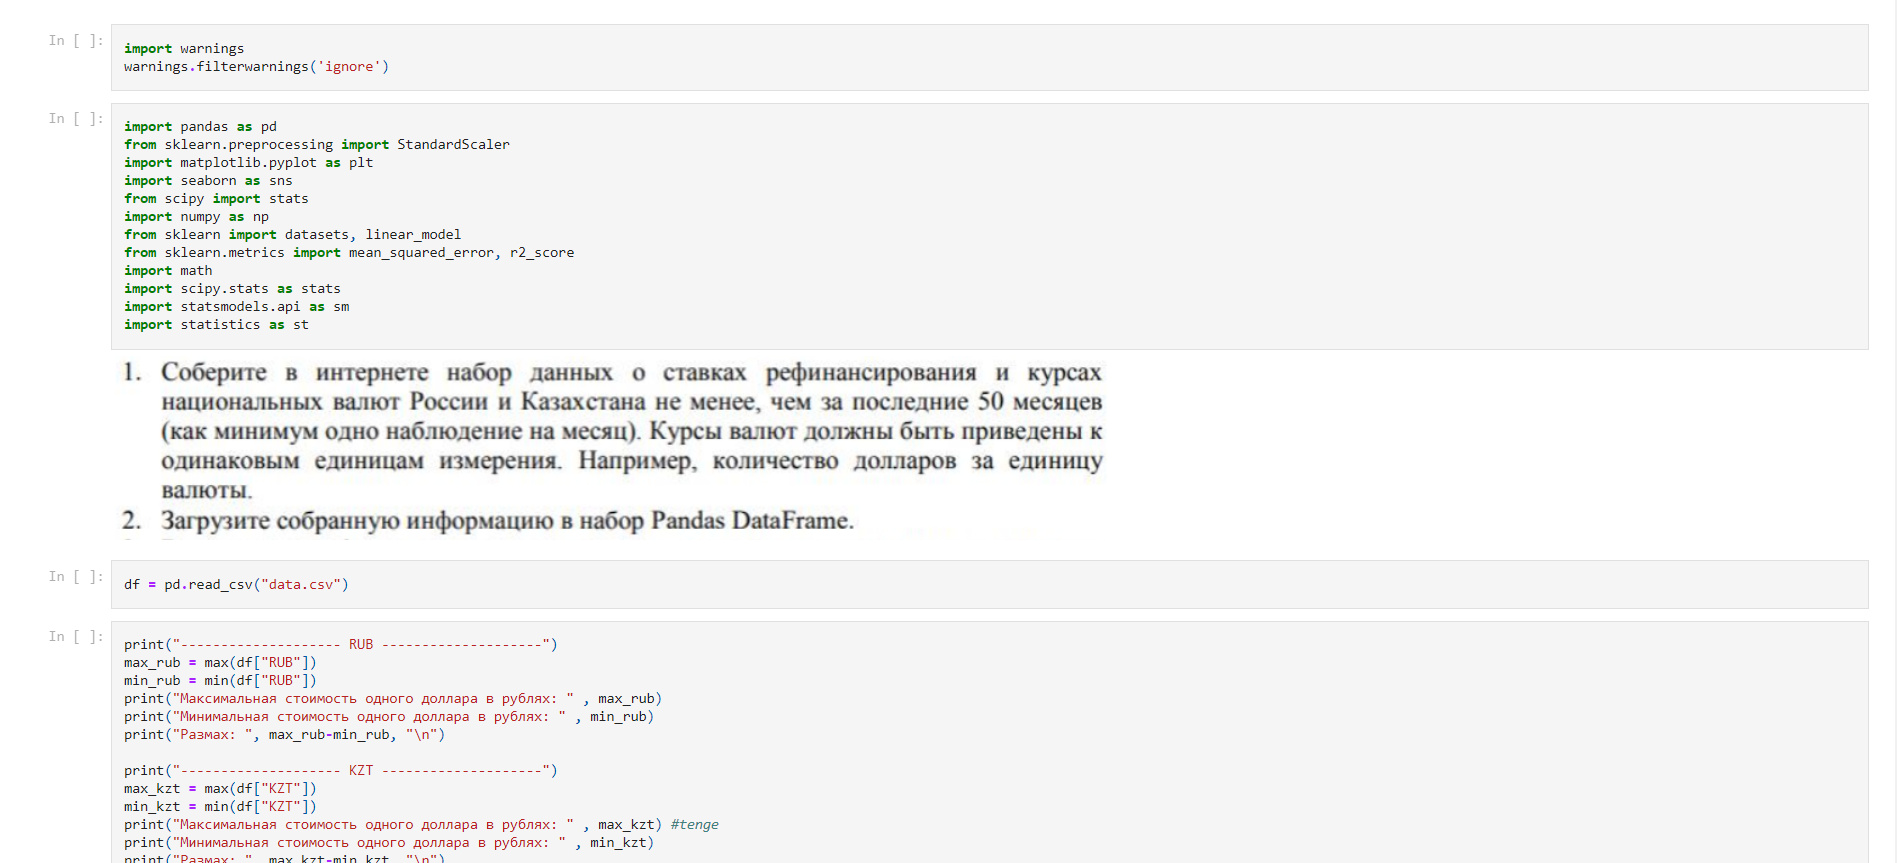 In [ ]:
import warnings
warnings.filterwarnings('ignore')
In [ ]:
import pandas as pd
from sklearn.preprocessing import StandardScaler
import matplotlib.pyplot as plt
import seaborn as sns
from scipy import stats
import numpy as np
from sklearn import datasets, linear_model
from sklearn.metrics import mean_squared_error, r2_score
import math
import scipy.stats as stats
import statsmodels.api as sm
import statistics as st
1. Соберите в интернете набор данных о ставках рефинансирования и курсах
национальных валют России и Казахстана не менее, чем за последние 50 месяцев
(как минимум одно наблюдение на месяц). Курсы валют должны быть приведены к
одинаковым единицам измерения. Например, количество долларов за единицу
валюты.
2. Загрузите собранную информацию в набор Pandas DataFrame.
In [ ]:
df = pd.read_csv("data.csv")
In [ ]:
print("-------------------- RUB --------------------")
max_rub = max(df["RUB"])
min_rub = min(df["RUB"])
print("Максимальная стоимость одного доллара в рублях: " , max_rub)
print("Минимальная стоимость одного доллара в рублях: " , min_rub)
print("Размах: ", max_rub-min_rub, "\n")
print("-------------------- KZT --------------------")
max_kzt = max(df["KZT"])
min_kzt = min(df["KZT"])
print("Максимальная стоимость одного доллара в рублях: " , max_kzt) #tenge
print("Минимальная стоимость одного доллара в рублях: " , min_kzt)
print("Размах: ", max_kzt-min_kzt, "\n")